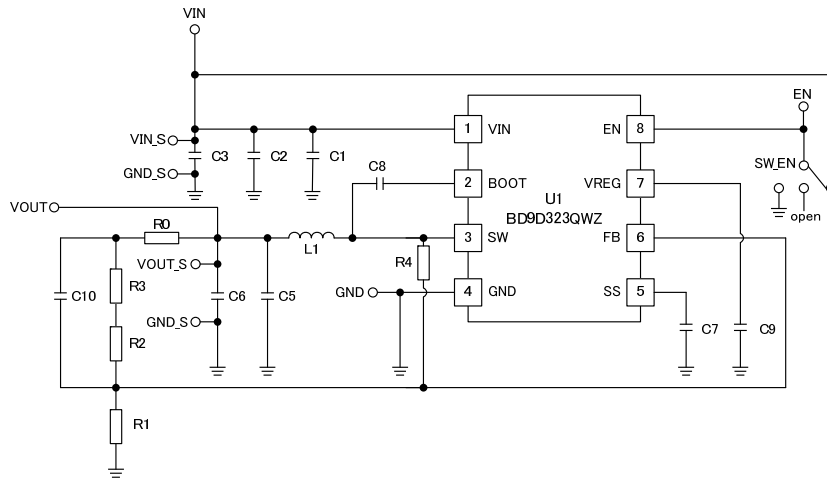 VIN
EN
VIN_S
C3
C2
C1
1
VIN
EN
8
GND_S
C8
SW_EN
2
BOOT
VREG
7
U1
BD9D323QWZ
VOUT
open
R0
L1
3
SW
FB
6
VOUT_S
R4
R3
C10
C6
C5
GND
4
GND
SS
5
GND_S
C7
C9
R2
R1